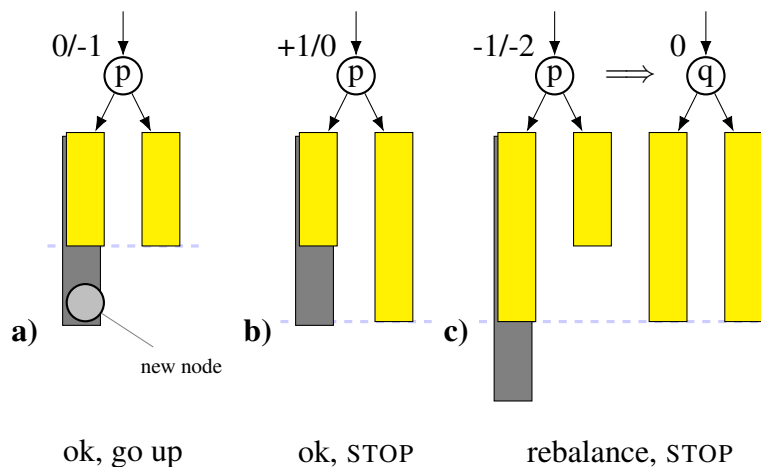 0/-1
+1/0
-1/-2
0
p
p
p
⟹
q
a)
b)
c)
new node
ok, go up
ok, STOP
rebalance, STOP